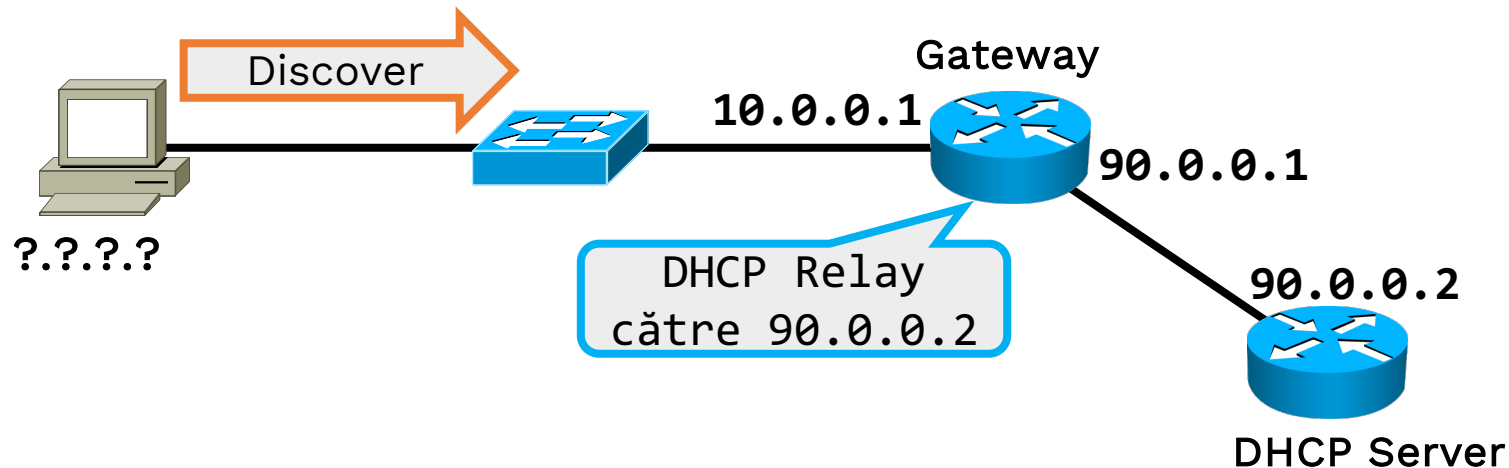 Discover
Gateway
10.0.0.1
90.0.0.1
?.?.?.?
DHCP Relay
către 90.0.0.2
90.0.0.2
DHCP Server